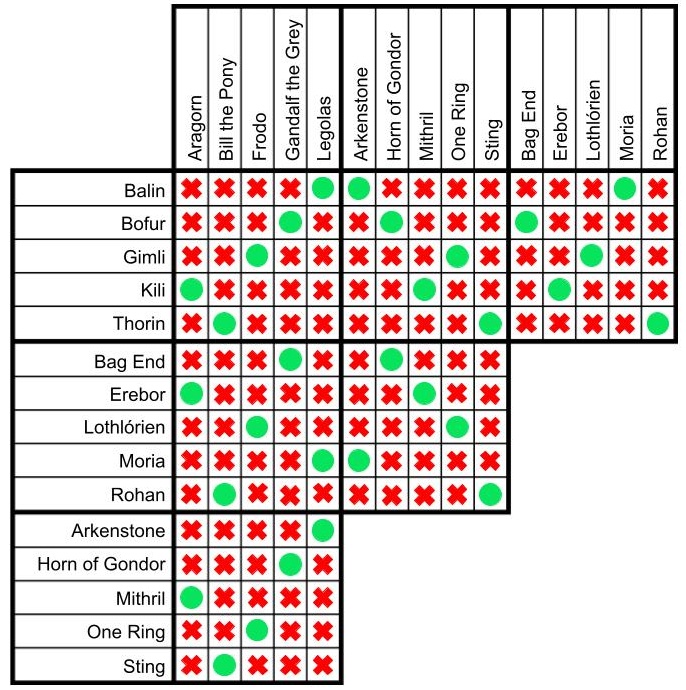 Aragorn
Bill the Pony
Frodo
Gandalf the Grey
Legolas
Arkenstone
Horn of Gondor
Mithril
One Ring
Sting
Bag End
Erebor
Lothlórien
Moria
Rohan
Balin
Bofur
Gimli
Kili
Thorin
Bag End
Erebor
Lothlórien
Moria
Rohan
Arkenstone
Horn of Gondor
Mithril
One Ring
Sting